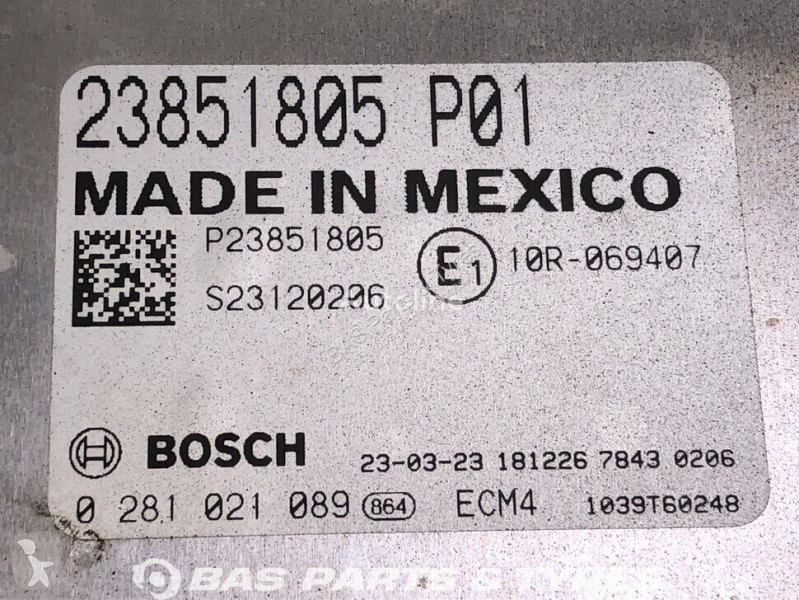 23851805 P01
MADE IN MEXICO
P23851805
S23120206
E1 10R-069407
BOSCH 23-03-23 181226 7843 0206
0 281 021 089 864 ECM4 1039T60248
BAS PARTS & TYRES